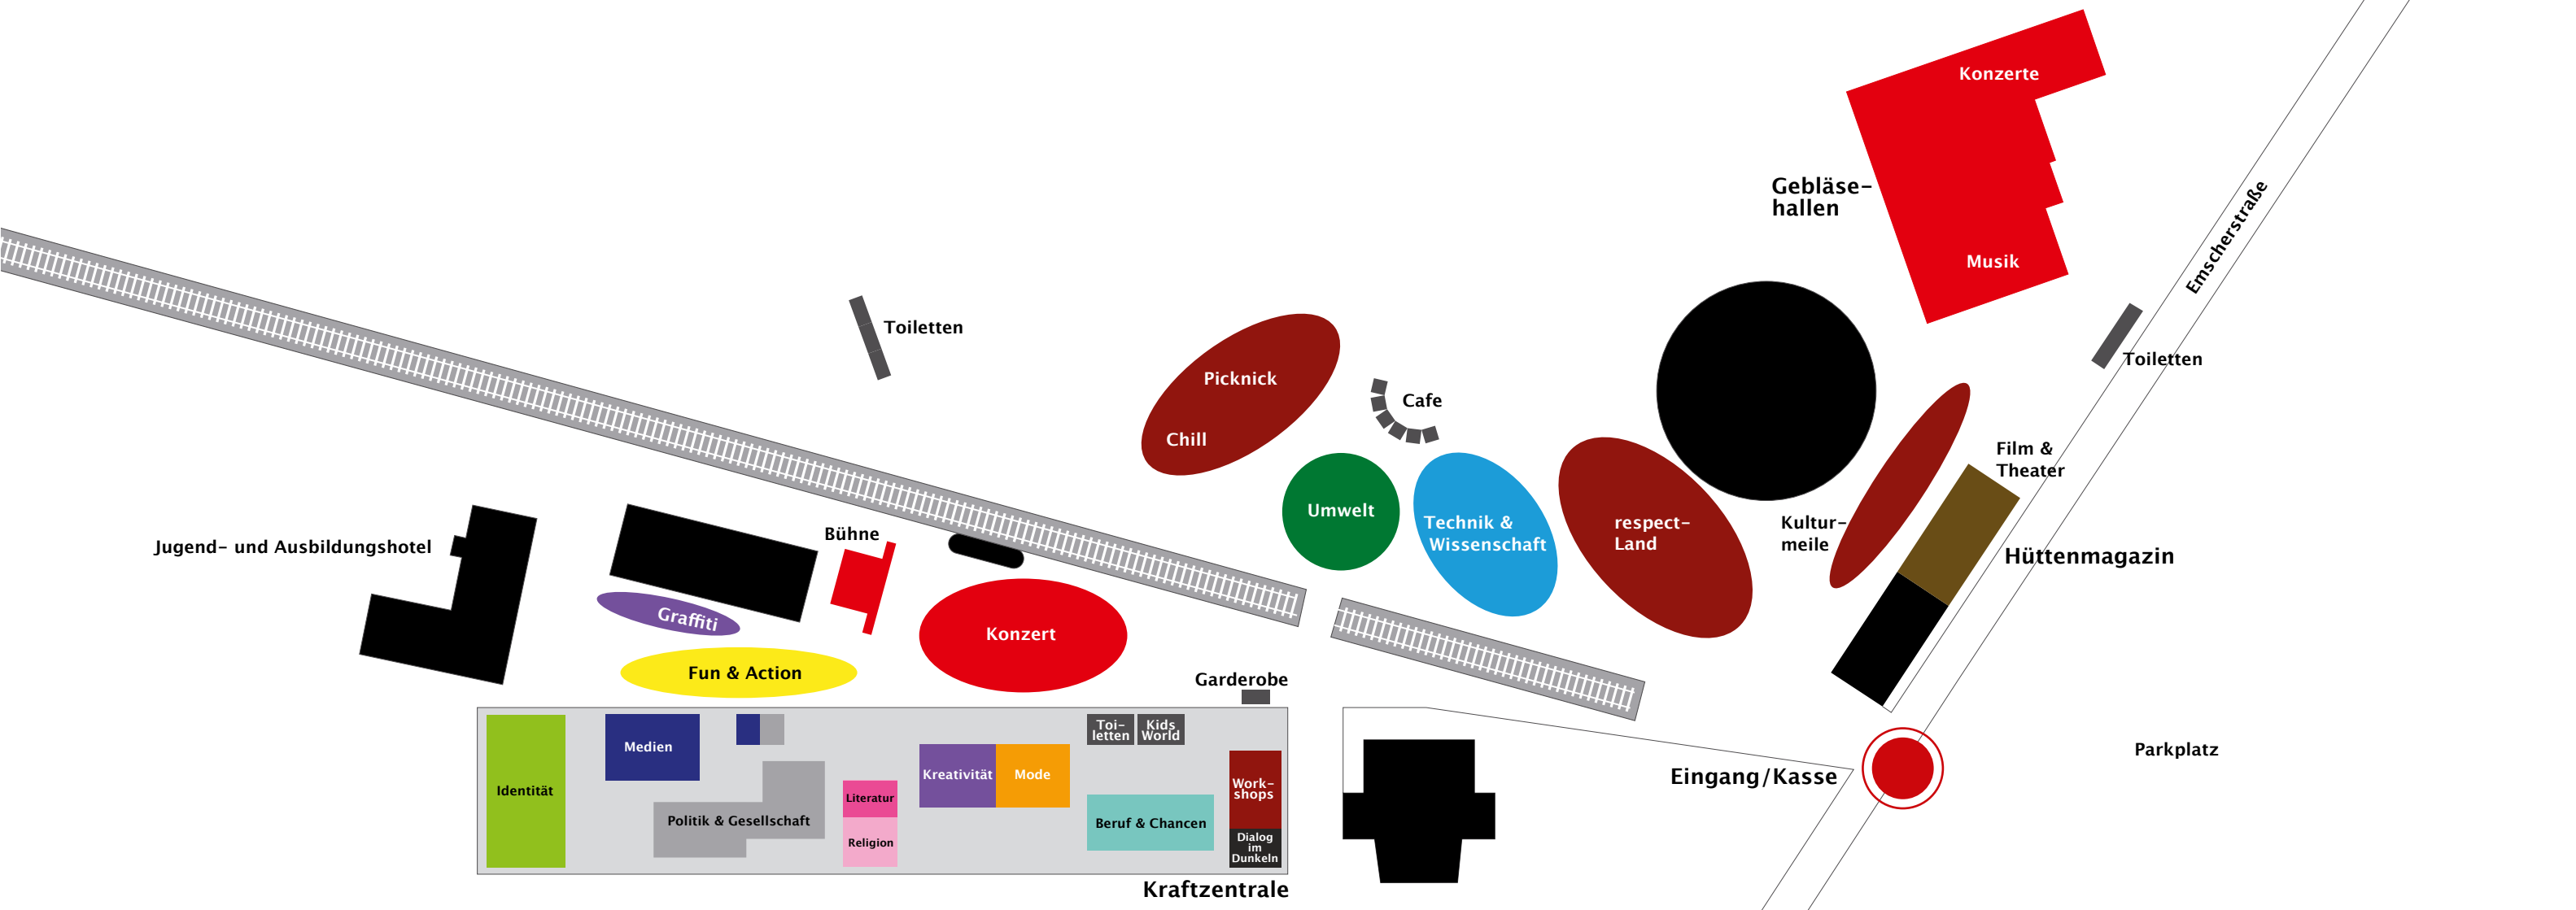 Konzerte
Gebläse-
hallen
Musik
Emscherstraße
Toiletten
Toiletten
Picknick
Chill
Cafe
Umwelt
Technik &
Wissenschaft
respect-
Land
Kultur-
meile
Film &
Theater
Hüttenmagazin
Jugend- und Ausbildungshotel
Bühne
Graffiti
Konzert
Fun & Action
Garderobe
Identität
Medien
Politik & Gesellschaft
Literatur
Religion
Kreativität
Mode
Toi-
letten
Kids
World
Beruf & Chancen
Work-
shops
Dialog
im
Dunkeln
Kraftzentrale
Eingang/Kasse
Parkplatz